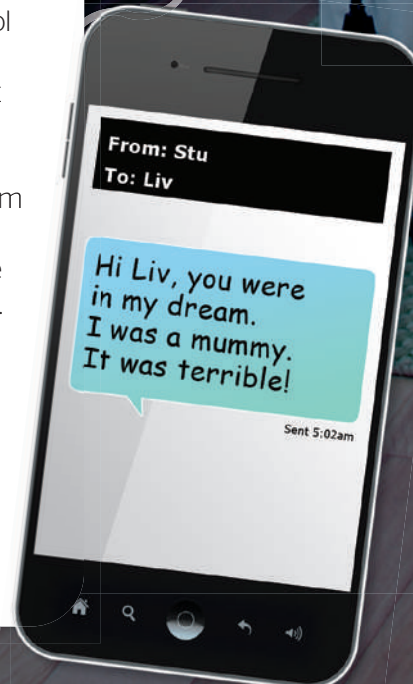 ol
m
e
From: Stu
To: Liv
Hi Liv, you were
in my dream.
I was a mummy.
It was terrible!
Sent 5:02am